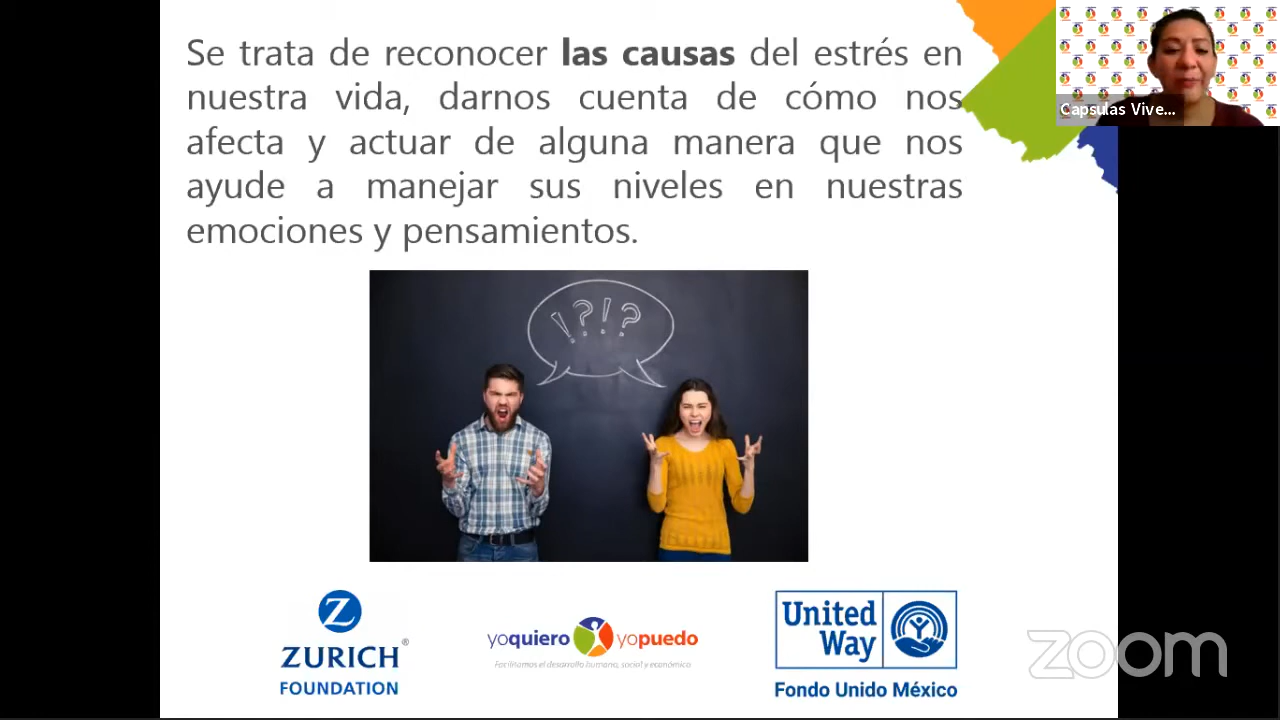 Se trata de reconocer las causas del estrés en
nuestra vida, darnos cuenta de cómo nos
afecta y actuar de alguna manera que nos
ayude a manejar sus niveles en nuestras
emociones y pensamientos.
Capsulas Vive...
!?!?
Z
ZURICH®
FOUNDATION
yoquiero yopuedo
Facilitamos el desarrollo humano, social y económico
United
Way
Fondo Unido México
zoom